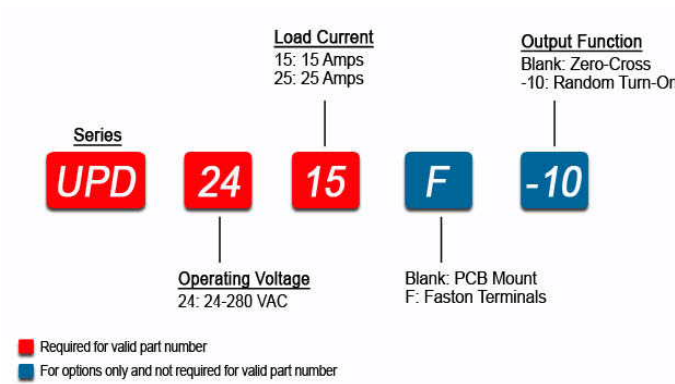 Load Current
15: 15 Amps
25: 25 Amps
Output Function
Blank: Zero-Cross
-10: Random Turn-On
Series
UPD 24 15 F -10
Operating Voltage
24: 24-280 VAC
Blank: PCB Mount
F: Faston Terminals
Required for valid part number
For options only and not required for valid part number